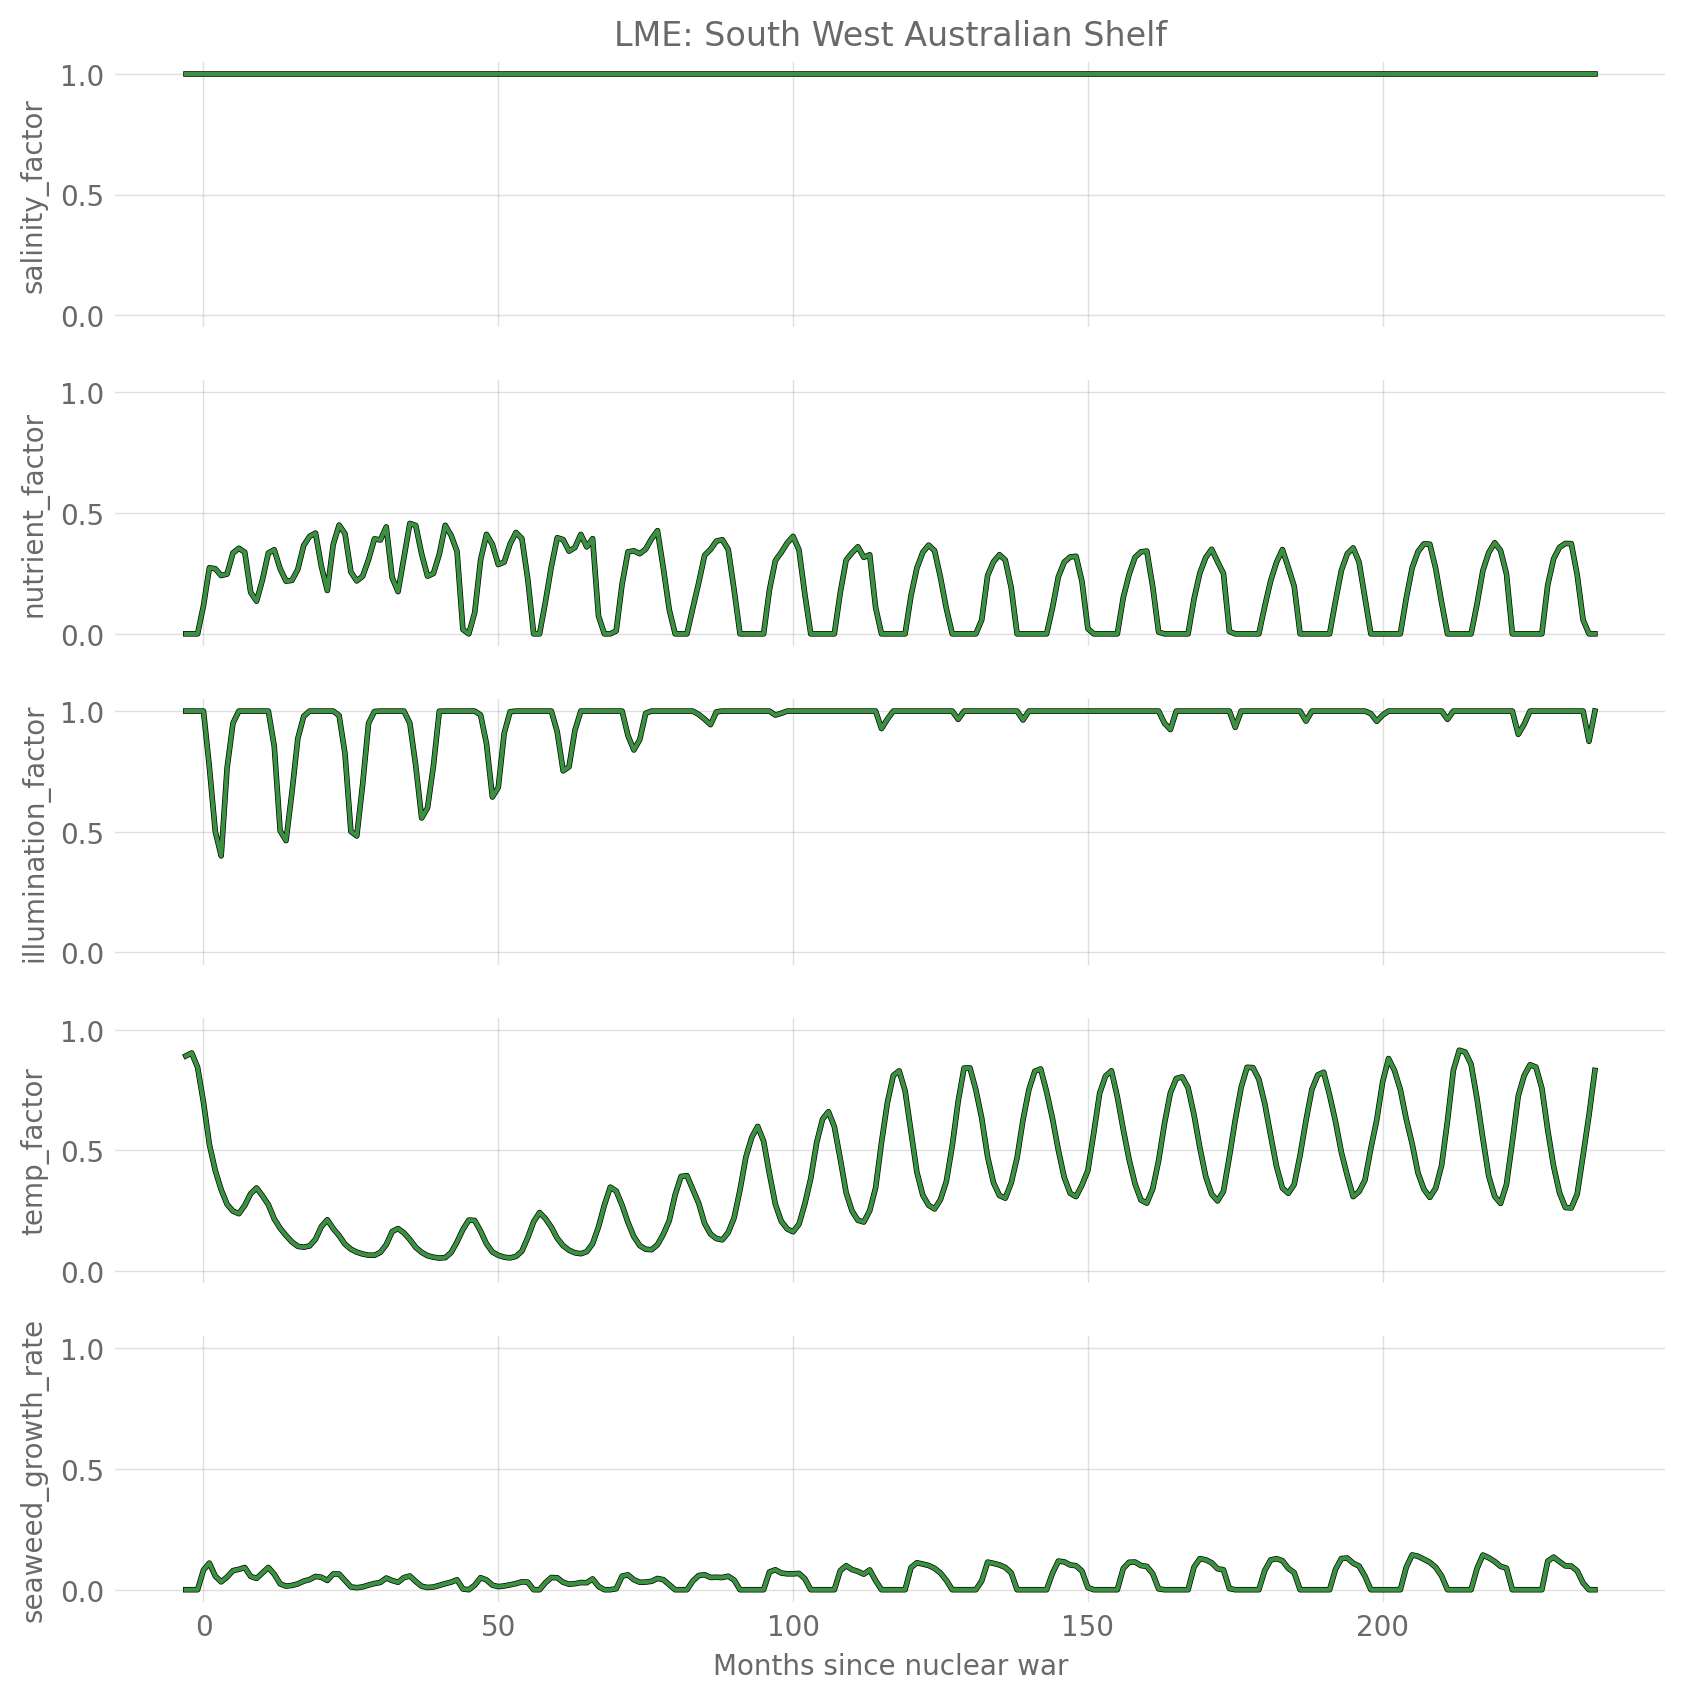 LME: South West Australian Shelf
salinity_factor
1.0
0.5
0.0
nutrient_factor
1.0
0.5
0.0
illumination_factor
1.0
0.5
0.0
temp_factor
1.0
0.5
0.0
seaweed_growth_rate
1.0
0.5
0.0
0 50 100 150 200
Months since nuclear war